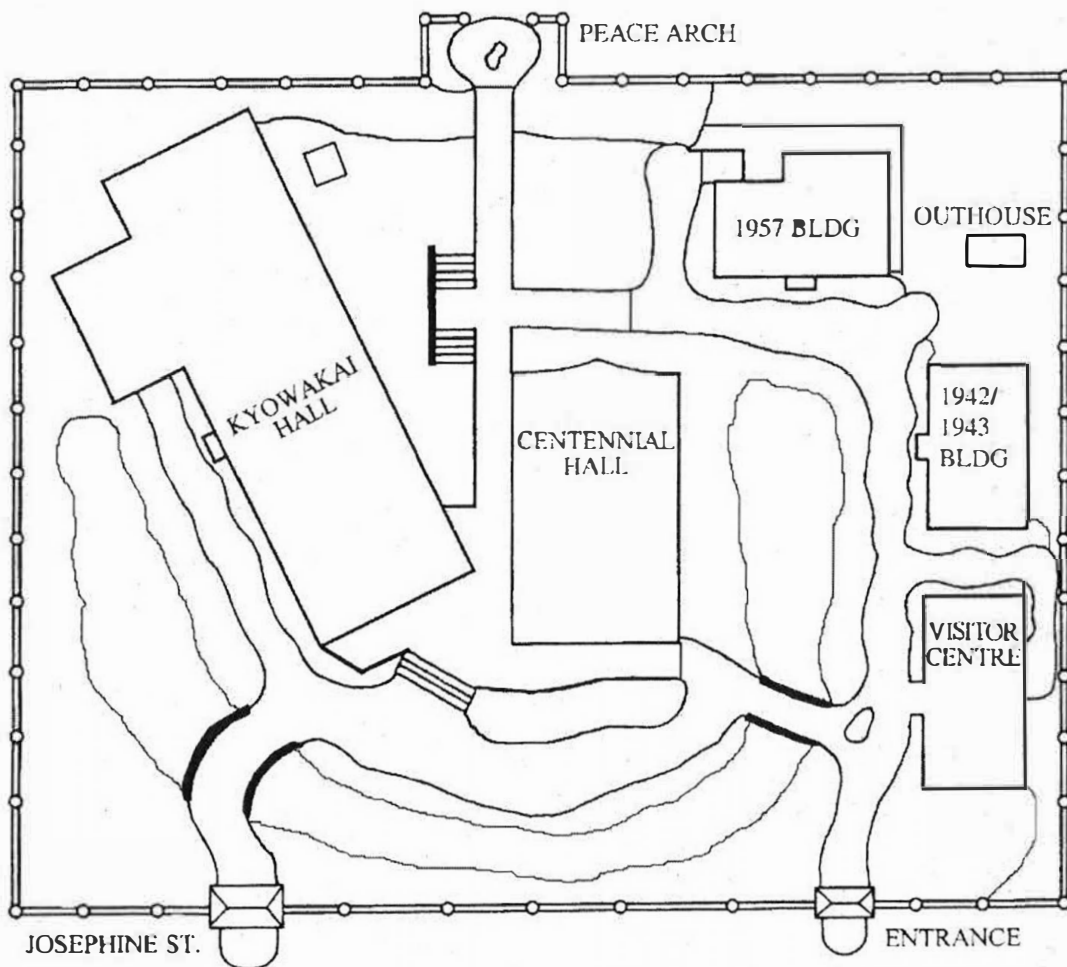 PEACE ARCH
1957 BLDG
OUTHOUSE
KYOWAKAI
HALL
CENTENNIAL
HALL
1942/
1943
BLDG
VISITOR
CENTRE
JOSEPHINE ST.
ENTRANCE